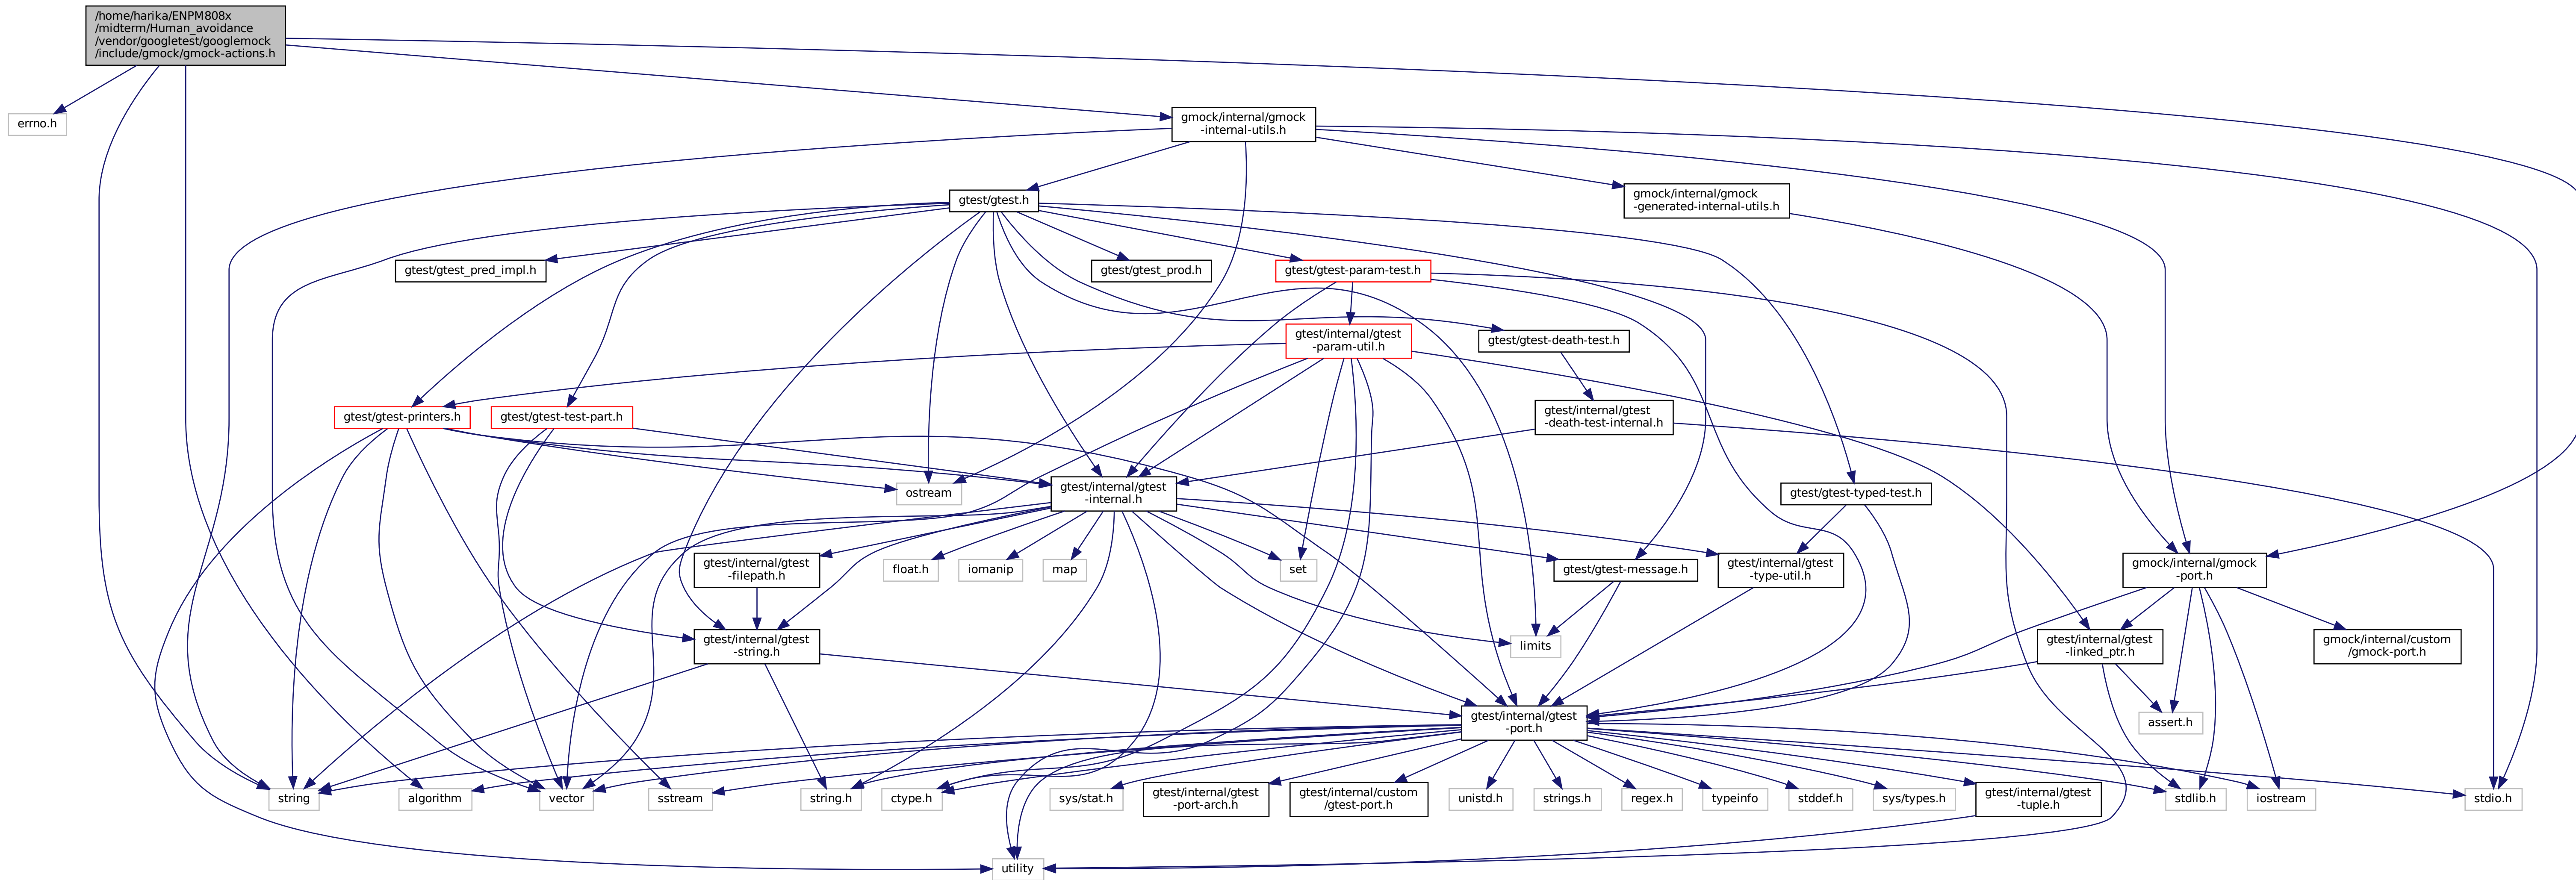 /home/harika/ENPM808x
/midterm/Human_avoidance
/vendor/googletest/googlemock
/include/gmock/gmock-actions.h
errno.h
gmock/internal/gmock
-internal-utils.h
gtest/gtest.h
gmock/internal/gmock
-generated-internal-utils.h
gtest/gtest_pred_impl.h
gtest/gtest_prod.h
gtest/gtest-param-test.h
gtest/internal/gtest
-param-util.h
gtest/gtest-death-test.h
gtest/gtest-printers.h
gtest/gtest-test-part.h
gtest/internal/gtest
-death-test-internal.h
ostream
gtest/internal/gtest
-internal.h
gtest/gtest-typed-test.h
gtest/internal/gtest
-filepath.h
float.h
iomanip
map
set
gtest/gtest-message.h
gtest/internal/gtest
-type-util.h
gmock/internal/gmock
-port.h
gtest/internal/gtest
-string.h
limits
gtest/internal/gtest
-linked_ptr.h
gmock/internal/custom
/gmock-port.h
gtest/internal/gtest
-port.h
assert.h
string
algorithm
vector
sstream
string.h
ctype.h
sys/stat.h
gtest/internal/gtest
-port-arch.h
gtest/internal/custom
/gtest-port.h
unistd.h
strings.h
regex.h
typeinfo
stddef.h
sys/types.h
gtest/internal/gtest
-tuple.h
stdlib.h
iostream
stdio.h
utility